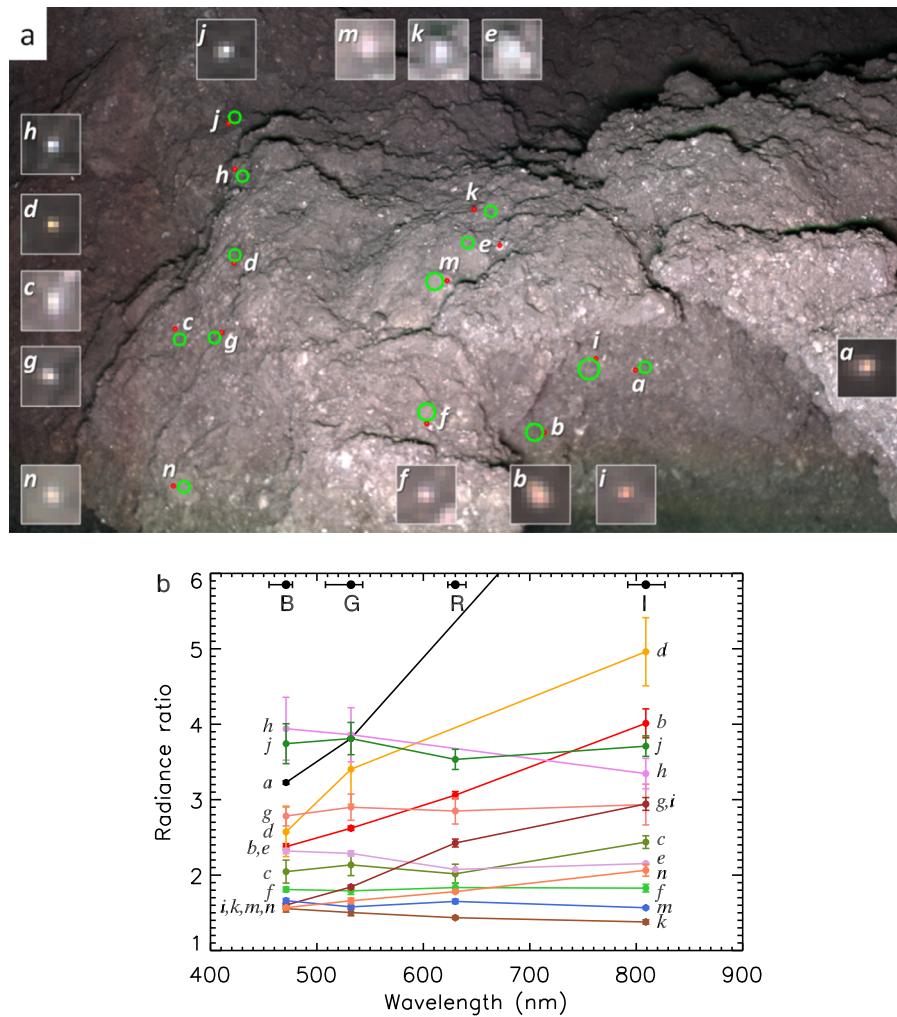 a
j
m
k
e
h
j
h
d
k
e
d
m
c
c
g
i
g
a
a
f
b
n
n
f
b
i
b
6
B
G
R
I
5
d
4
b
h
j
j
a
h
3
g
g,i
d
b,e
c
2
c
e
n
f
f
i,k,m,n
m
k
1
400
500
600
700
800
900
Radiance ratio
Wavelength (nm)